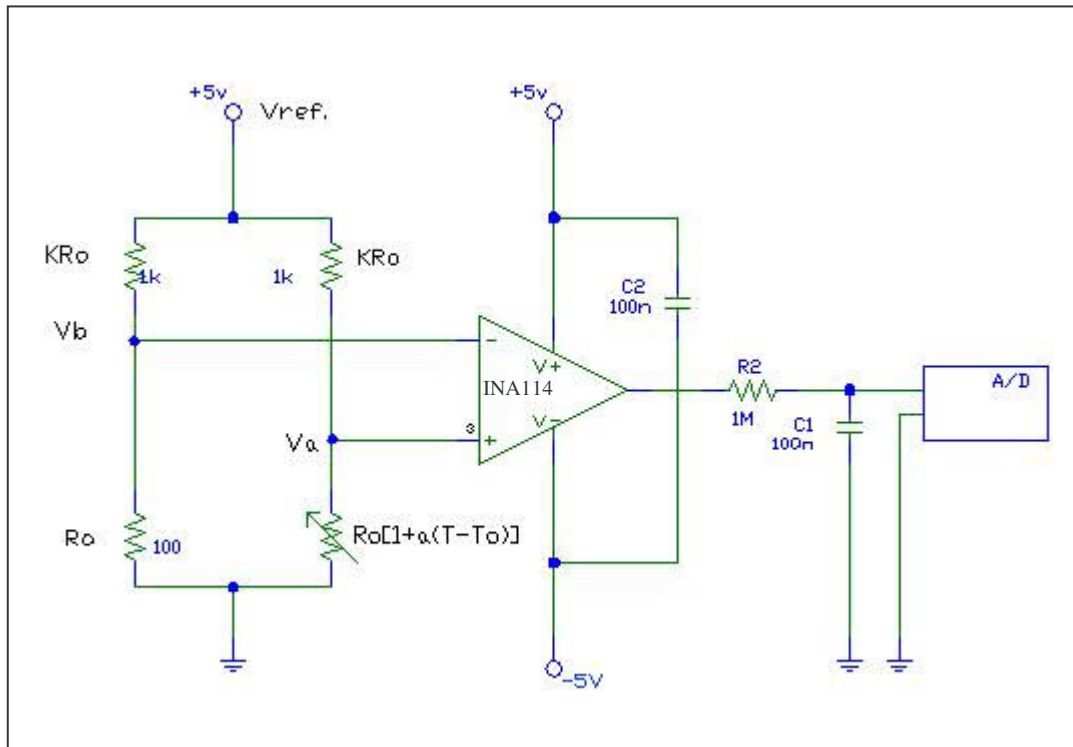 +5v
Vref.
+5v
KRo
1k
1k
KRo
C2
100n
Vb
-
V+
INA114
R2
1M
A/D
V-
C1
100n
3
+
Va
Ro
100
Ro[1+a(T-To)]
-5V